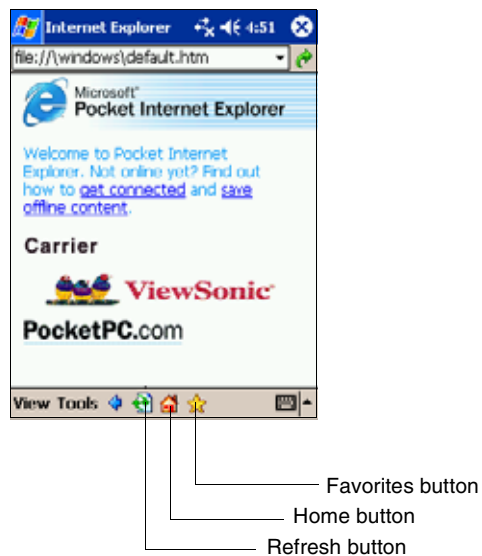 Internet Explorer 4:51
file://\windows\default.htm
Microsoft®
Pocket Internet Explorer
Welcome to Pocket Internet
Explorer. Not online yet? Find out
how to get connected and save
offline content.
Carrier
ViewSonic®
PocketPC.com
View Tools
Favorites button
Home button
Refresh button